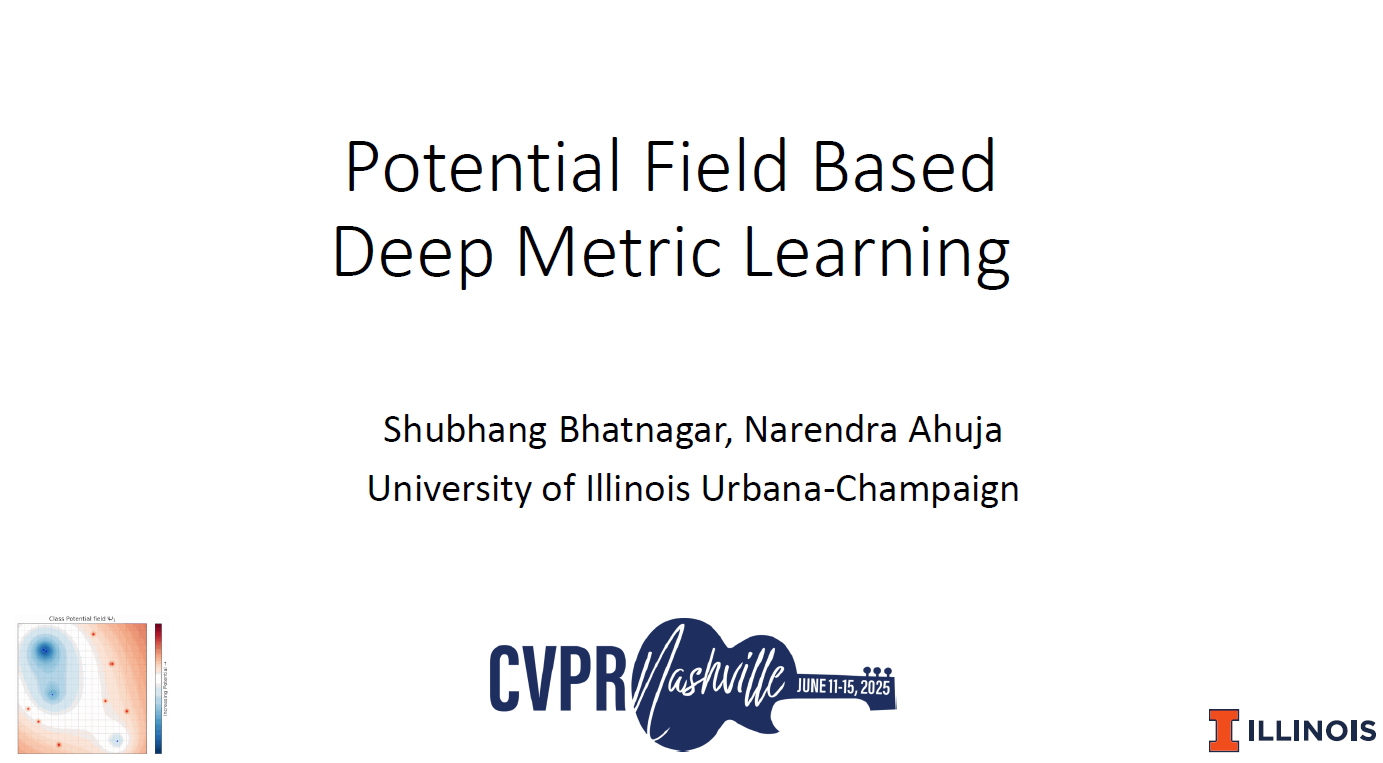 Potential Field Based
Deep Metric Learning
Shubhang Bhatnagar, Narendra Ahuja
University of Illinois Urbana-Champaign
Class Potential field Ψ
Increasing Potential →
CVPR Nashville JUNE 11-15, 2025
ILLINOIS